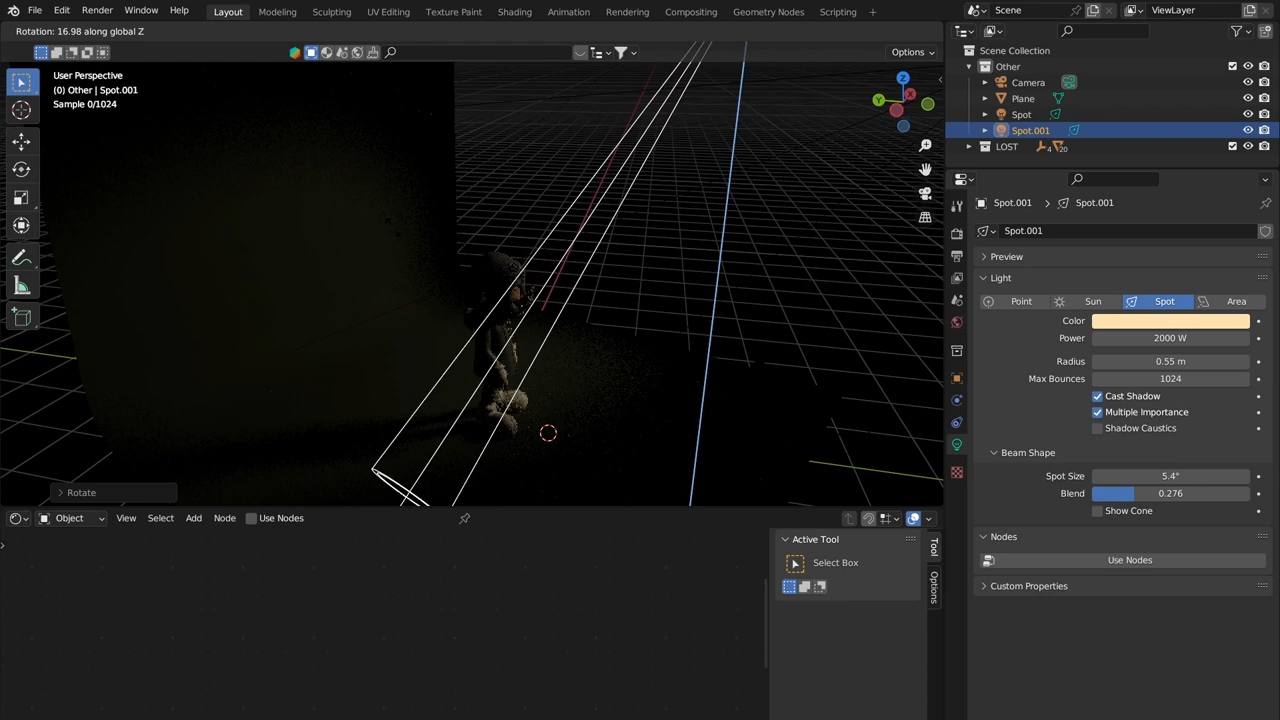 File Edit Render Window Help Layout Modeling Sculpting UV Editing Texture Paint Shading Animation Rendering Compositing Geometry Nodes Scripting Scene ViewLayer
Rotation: 16.98 along global Z
Options
User Perspective
(0) Other | Spot.001
Sample 0/1024
Z
Y
X
Rotate
Scene Collection
Other
Camera
Plane
Spot
Spot.001
LOST 4 20
Spot.001 > Spot.001
Spot.001
Preview
Light
Point Sun Spot Area
Color
Power 2000 W
Radius 0.55 m
Max Bounces 1024
Cast Shadow
Multiple Importance
Shadow Caustics
Beam Shape
Spot Size 5.4°
Blend 0.276
Show Cone
Nodes
Use Nodes
Custom Properties
Object View Select Add Node Use Nodes
Active Tool
Select Box
Tool
Options